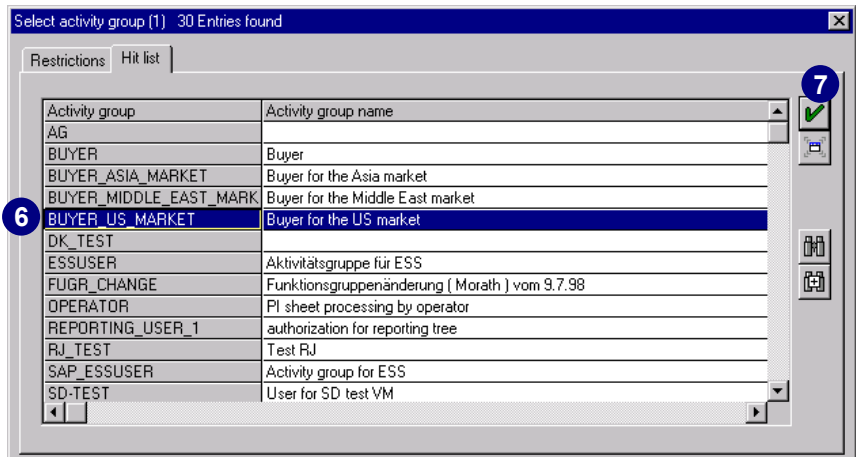 Select activity group (1) 30 Entries found
Restrictions Hit list
7
Activity group Activity group name
AG
BUYER Buyer
BUYER_ASIA_MARKET Buyer for the Asia market
BUYER_MIDDLE_EAST_MARK Buyer for the Middle East market
6 BUYER_US_MARKET Buyer for the US market
DK_TEST
ESSUSER Aktivitätsgruppe für ESS
FUGR_CHANGE Funktionsgruppenänderung ( Morath ) vom 9.7.98
OPERATOR PI sheet processing by operator
REPORTING_USER_1 authorization for reporting tree
RJ_TEST Test RJ
SAP_ESSUSER Activity group for ESS
SD-TEST User for SD test VM